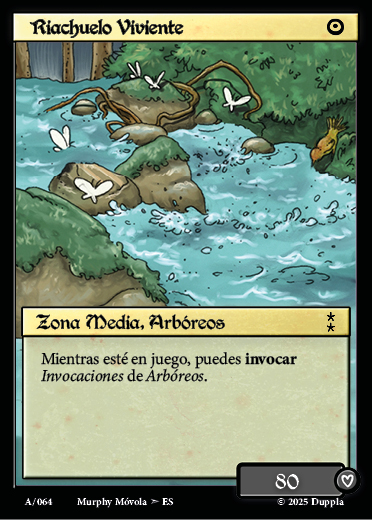 Riachuelo Viviente
Zona Media, Arbóreos
Mientras esté en juego, puedes invocar
Invocaciones de Arbóreos.
80
A/064 Murphy Móvola ➣ ES © 2025 Duppla